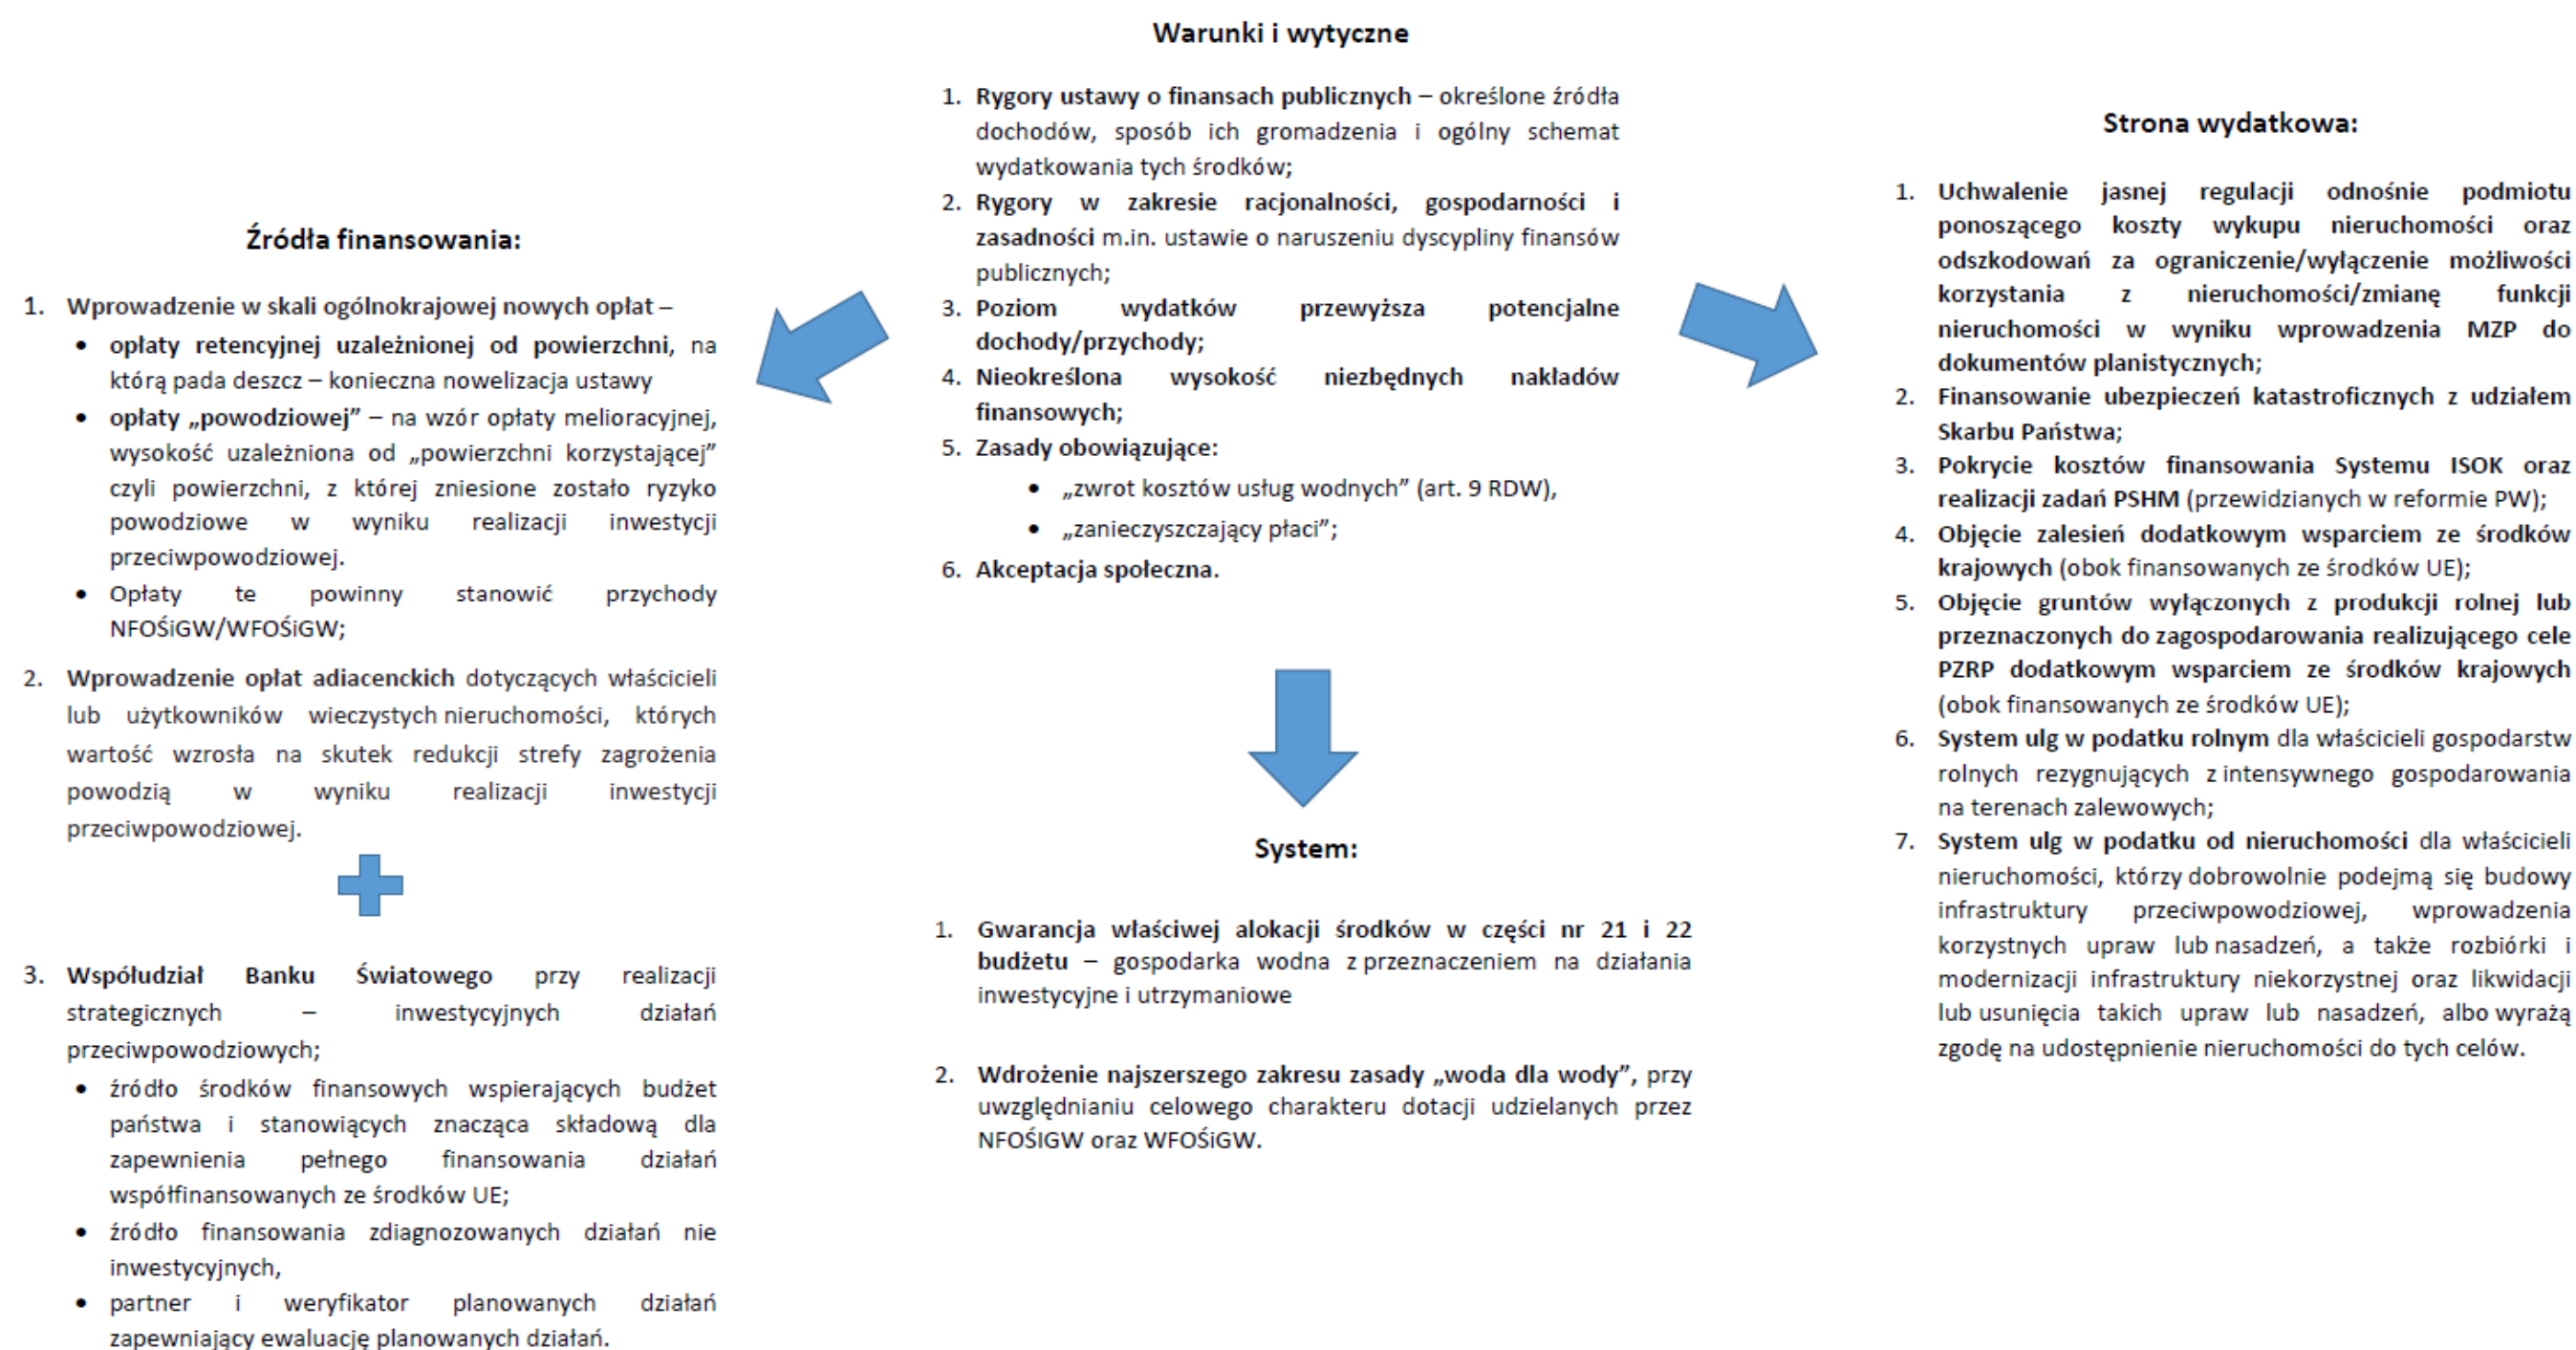 Warunki i wytyczne
1. Rygory ustawy o finansach publicznych – określone źródła
dochodów, sposób ich gromadzenia i ogólny schemat
wydatkowania tych środków;
2. Rygory w zakresie racjonalności, gospodarności i
zasadności m.in. ustawie o naruszeniu dyscypliny finansów
publicznych;
3. Poziom wydatków przewyższa potencjalne
dochody/przychody;
4. Nieokreślona wysokość niezbędnych nakładów
finansowych;
5. Zasady obowiązujące:
• „zwrot kosztów usług wodnych” (art. 9 RDW),
• „zanieczyszczający płaci”;
6. Akceptacja społeczna.
Źródła finansowania:
1. Wprowadzenie w skali ogólnokrajowej nowych opłat –
• opłaty retencyjnej uzależnionej od powierzchni, na
którą pada deszcz – konieczna nowelizacja ustawy
• opłaty „powodziowej” – na wzór opłaty melioracyjnej,
wysokość uzależniona od „powierzchni korzystającej”
czyli powierzchni, z której zniesione zostało ryzyko
powodziowe w wyniku realizacji inwestycji
przeciwpowodziowej.
• Opłaty te powinny stanowić przychody
NFOŚiGW/WFOŚiGW;
2. Wprowadzenie opłat adiacenckich dotyczących właścicieli
lub użytkowników wieczystych nieruchomości, których
wartość wzrosła na skutek redukcji strefy zagrożenia
powodzią w wyniku realizacji inwestycji
przeciwpowodziowej.
3. Współudział Banku Światowego przy realizacji
strategicznych – inwestycyjnych działań
przeciwpowodziowych;
• źródło środków finansowych wspierających budżet
państwa i stanowiących znacząca składową dla
zapewnienia pełnego finansowania działań
współfinansowanych ze środków UE;
• źródło finansowania zdiagnozowanych działań nie
inwestycyjnych,
• partner i weryfikator planowanych działań
zapewniający ewaluację planowanych działań.
System:
1. Gwarancja właściwej alokacji środków w części nr 21 i 22
budżetu – gospodarka wodna z przeznaczeniem na działania
inwestycyjne i utrzymaniowe
2. Wdrożenie najszerszego zakresu zasady „woda dla wody”, przy
uwzględnianiu celowego charakteru dotacji udzielanych przez
NFOŚIGW oraz WFOŚiGW.
Strona wydatkowa:
1. Uchwalenie jasnej regulacji odnośnie podmiotu
ponoszącego koszty wykupu nieruchomości oraz
odszkodowań za ograniczenie/wyłączenie możliwości
korzystania z nieruchomości/zmianę funkcji
nieruchomości w wyniku wprowadzenia MZP do
dokumentów planistycznych;
2. Finansowanie ubezpieczeń katastroficznych z udziałem
Skarbu Państwa;
3. Pokrycie kosztów finansowania Systemu ISOK oraz
realizacji zadań PSHM (przewidzianych w reformie PW);
4. Objęcie zalesień dodatkowym wsparciem ze środków
krajowych (obok finansowanych ze środków UE);
5. Objęcie gruntów wyłączonych z produkcji rolnej lub
przeznaczonych do zagospodarowania realizującego cele
PZRP dodatkowym wsparciem ze środków krajowych
(obok finansowanych ze środków UE);
6. System ulg w podatku rolnym dla właścicieli gospodarstw
rolnych rezygnujących z intensywnego gospodarowania
na terenach zalewowych;
7. System ulg w podatku od nieruchomości dla właścicieli
nieruchomości, którzy dobrowolnie podejmą się budowy
infrastruktury przeciwpowodziowej, wprowadzenia
korzystnych upraw lub nasadzeń, a także rozbiórki i
modernizacji infrastruktury niekorzystnej oraz likwidacji
lub usunięcia takich upraw lub nasadzeń, albo wyrażą
zgodę na udostępnienie nieruchomości do tych celów.